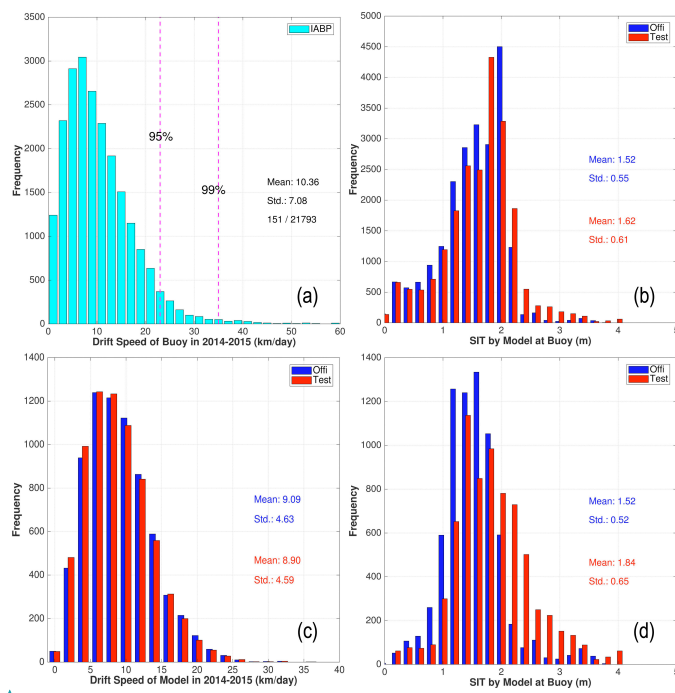 IABP
3500
3000
2500
2000
1500
1000
500
0
Frequency
95%
99%
Mean: 10.36
Std.: 7.08
151 / 21793
(a)
0 10 20 30 40 50 60
Drift Speed of Buoy in 2014-2015 (km/day)
Offi
Test
5000
4500
4000
3500
3000
2500
2000
1500
1000
500
0
Frequency
Mean: 1.52
Std.: 0.55
Mean: 1.62
Std.: 0.61
(b)
0 1 2 3 4 5
SIT by Model at Buoy (m)
Offi
Test
1400
1200
1000
800
600
400
200
0
Frequency
Mean: 9.09
Std.: 4.63
Mean: 8.90
Std.: 4.59
(c)
0 5 10 15 20 25 30 35 40
Drift Speed of Model in 2014-2015 (km/day)
Offi
Test
1400
1200
1000
800
600
400
200
0
Frequency
Mean: 1.52
Std.: 0.52
Mean: 1.84
Std.: 0.65
(d)
0 1 2 3 4 5
SIT by Model at Buoy (m)